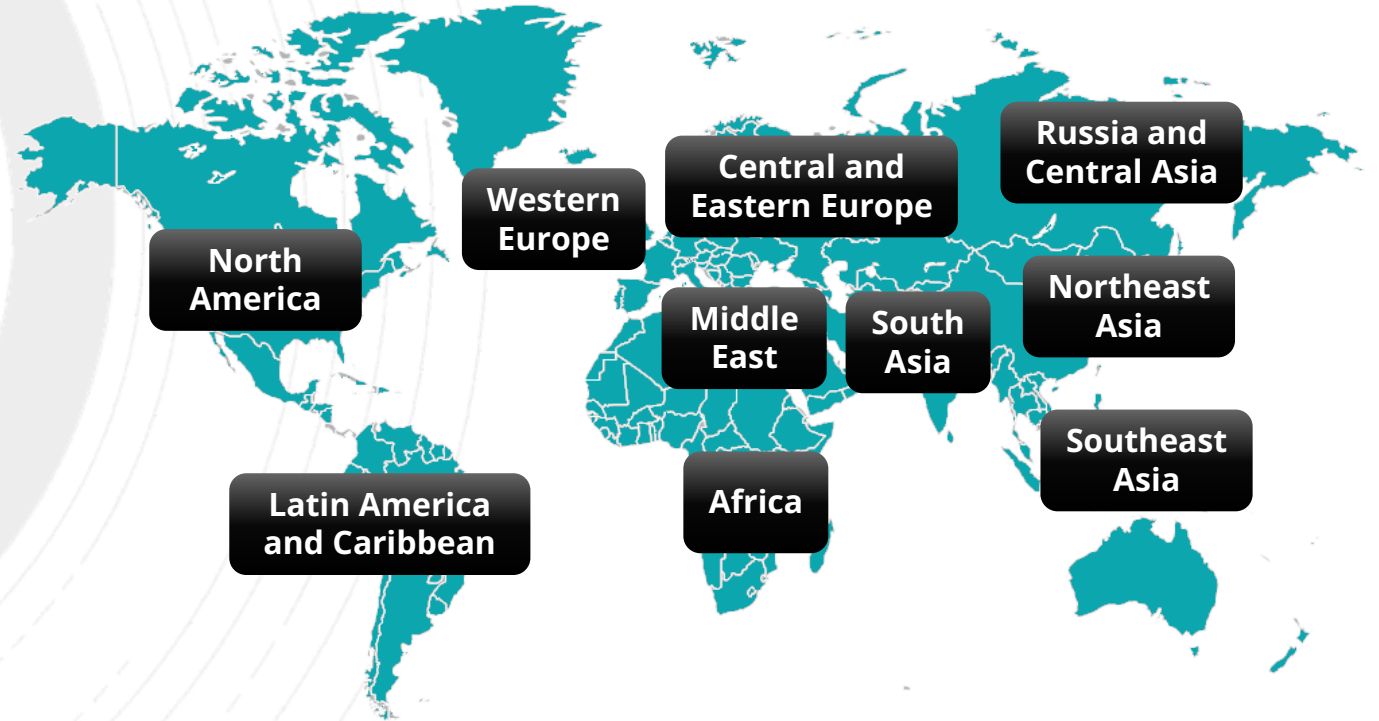 Russia and
Central Asia
Central and
Eastern Europe
Western
Europe
North
America
Northeast
Asia
Middle
East
South
Asia
Southeast
Asia
Africa
Latin America
and Caribbean